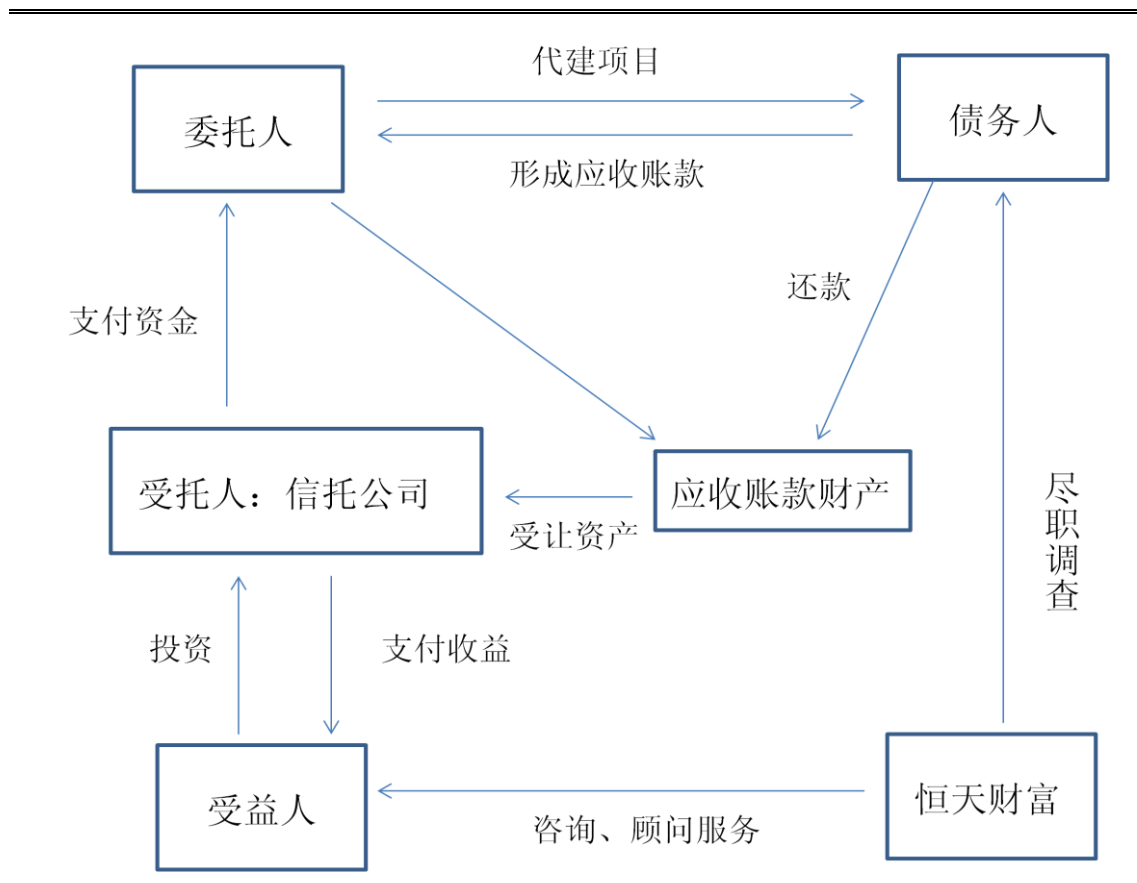 代建项目
委托人
债务人
形成应收账款
还款
支付资金
受托人：信托公司
应收账款财产
受让资产
尽职调查
投资
支付收益
受益人
恒天财富
咨询、顾问服务